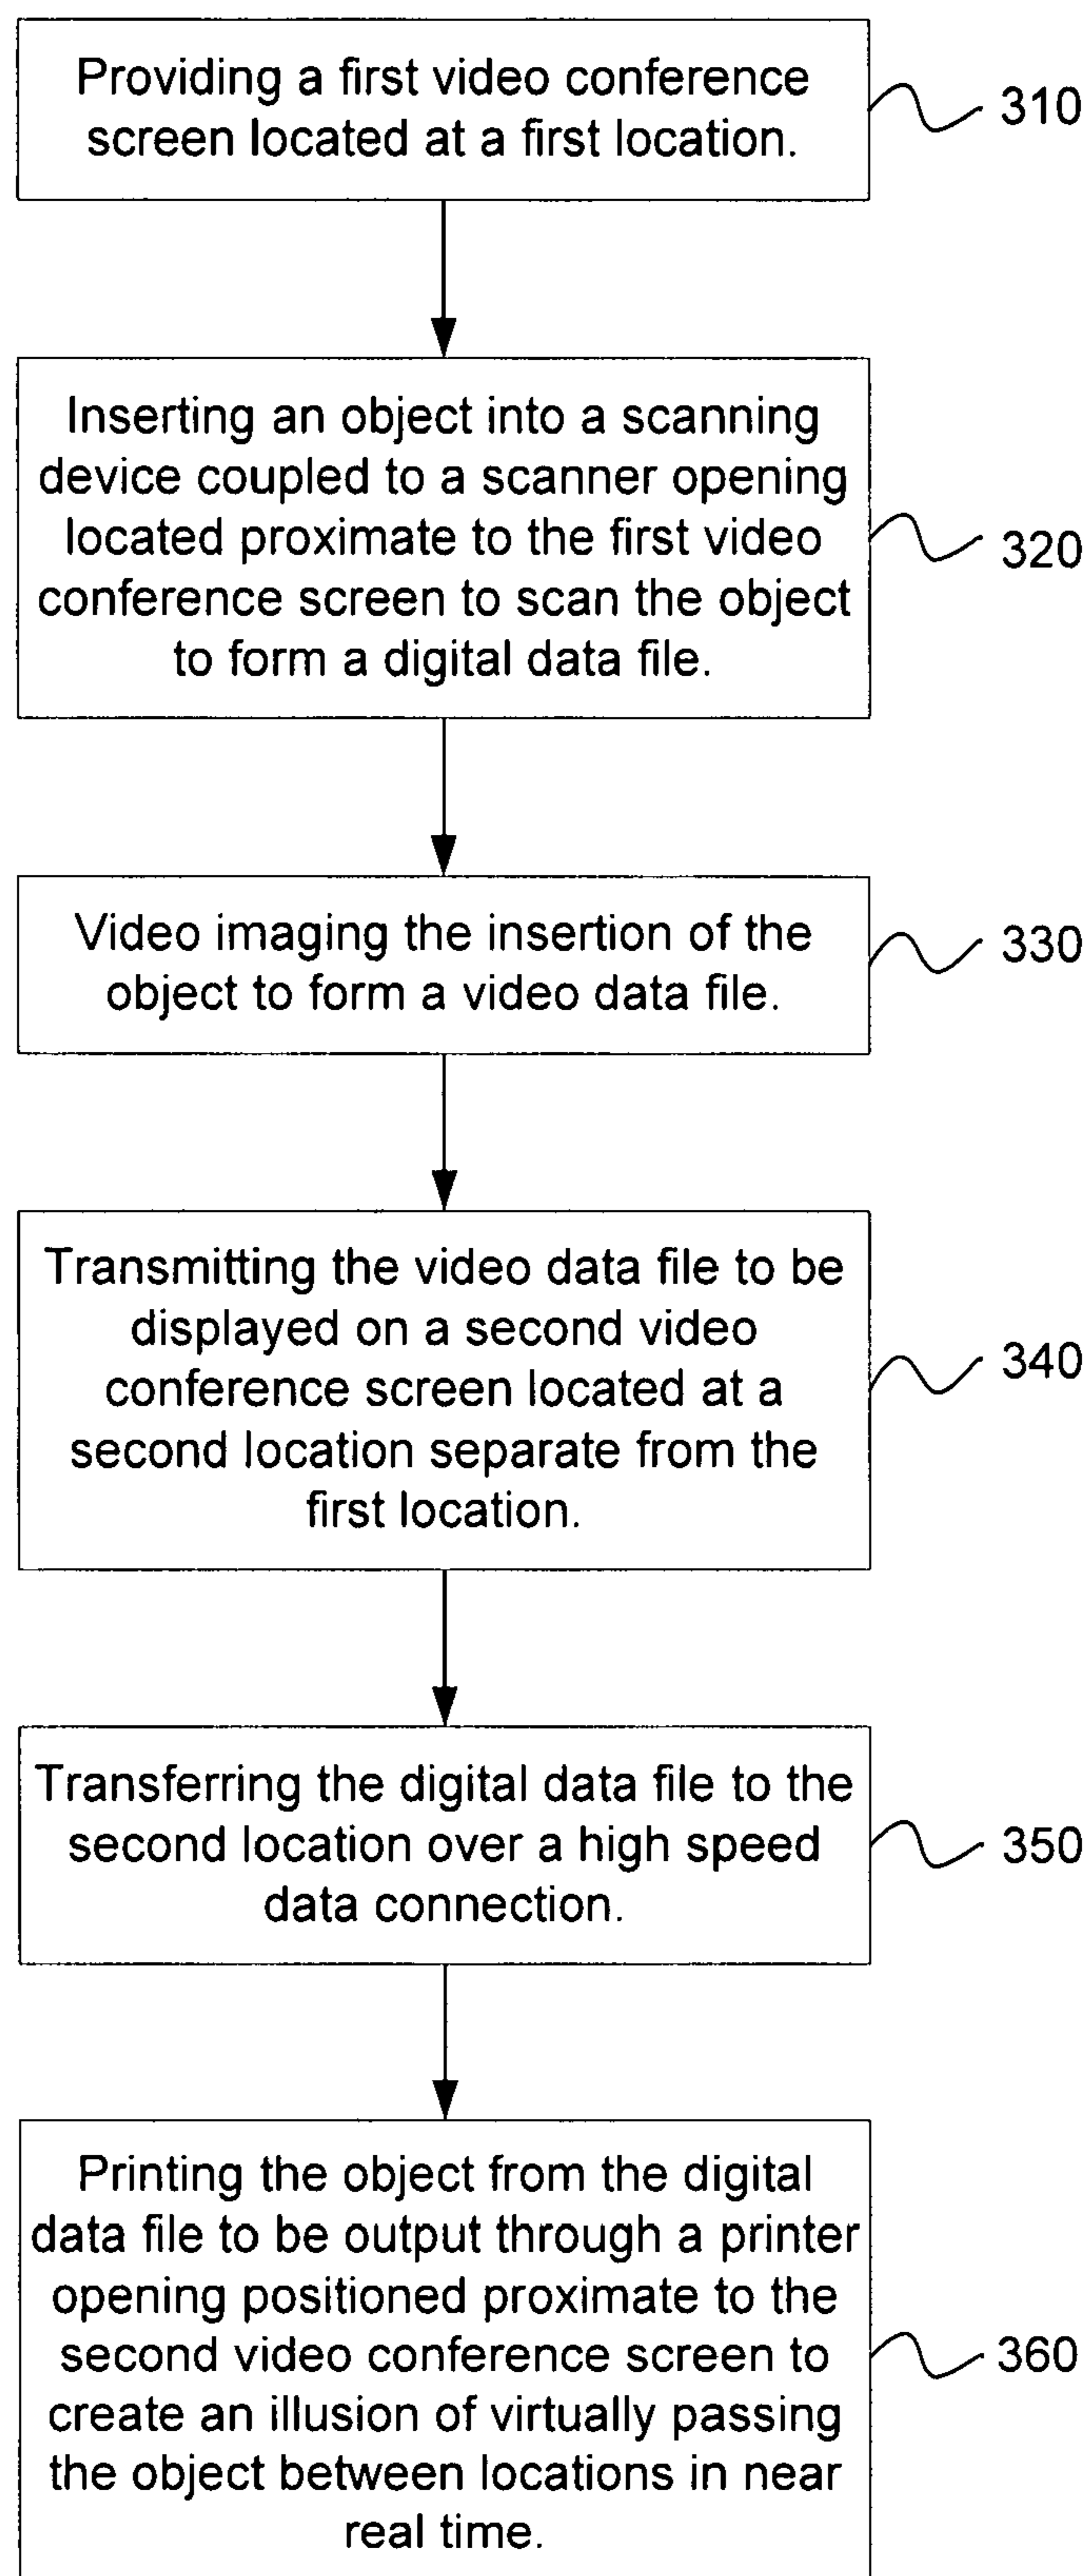 Providing a first video conference
screen located at a first location.
310
Inserting an object into a scanning
device coupled to a scanner opening
located proximate to the first video
conference screen to scan the object
to form a digital data file.
320
Video imaging the insertion of the
object to form a video data file.
330
Transmitting the video data file to be
displayed on a second video
conference screen located at a
second location separate from the
first location.
340
Transferring the digital data file to the
second location over a high speed
data connection.
350
Printing the object from the digital
data file to be output through a printer
opening positioned proximate to the
second video conference screen to
create an illusion of virtually passing
the object between locations in near
real time.
360